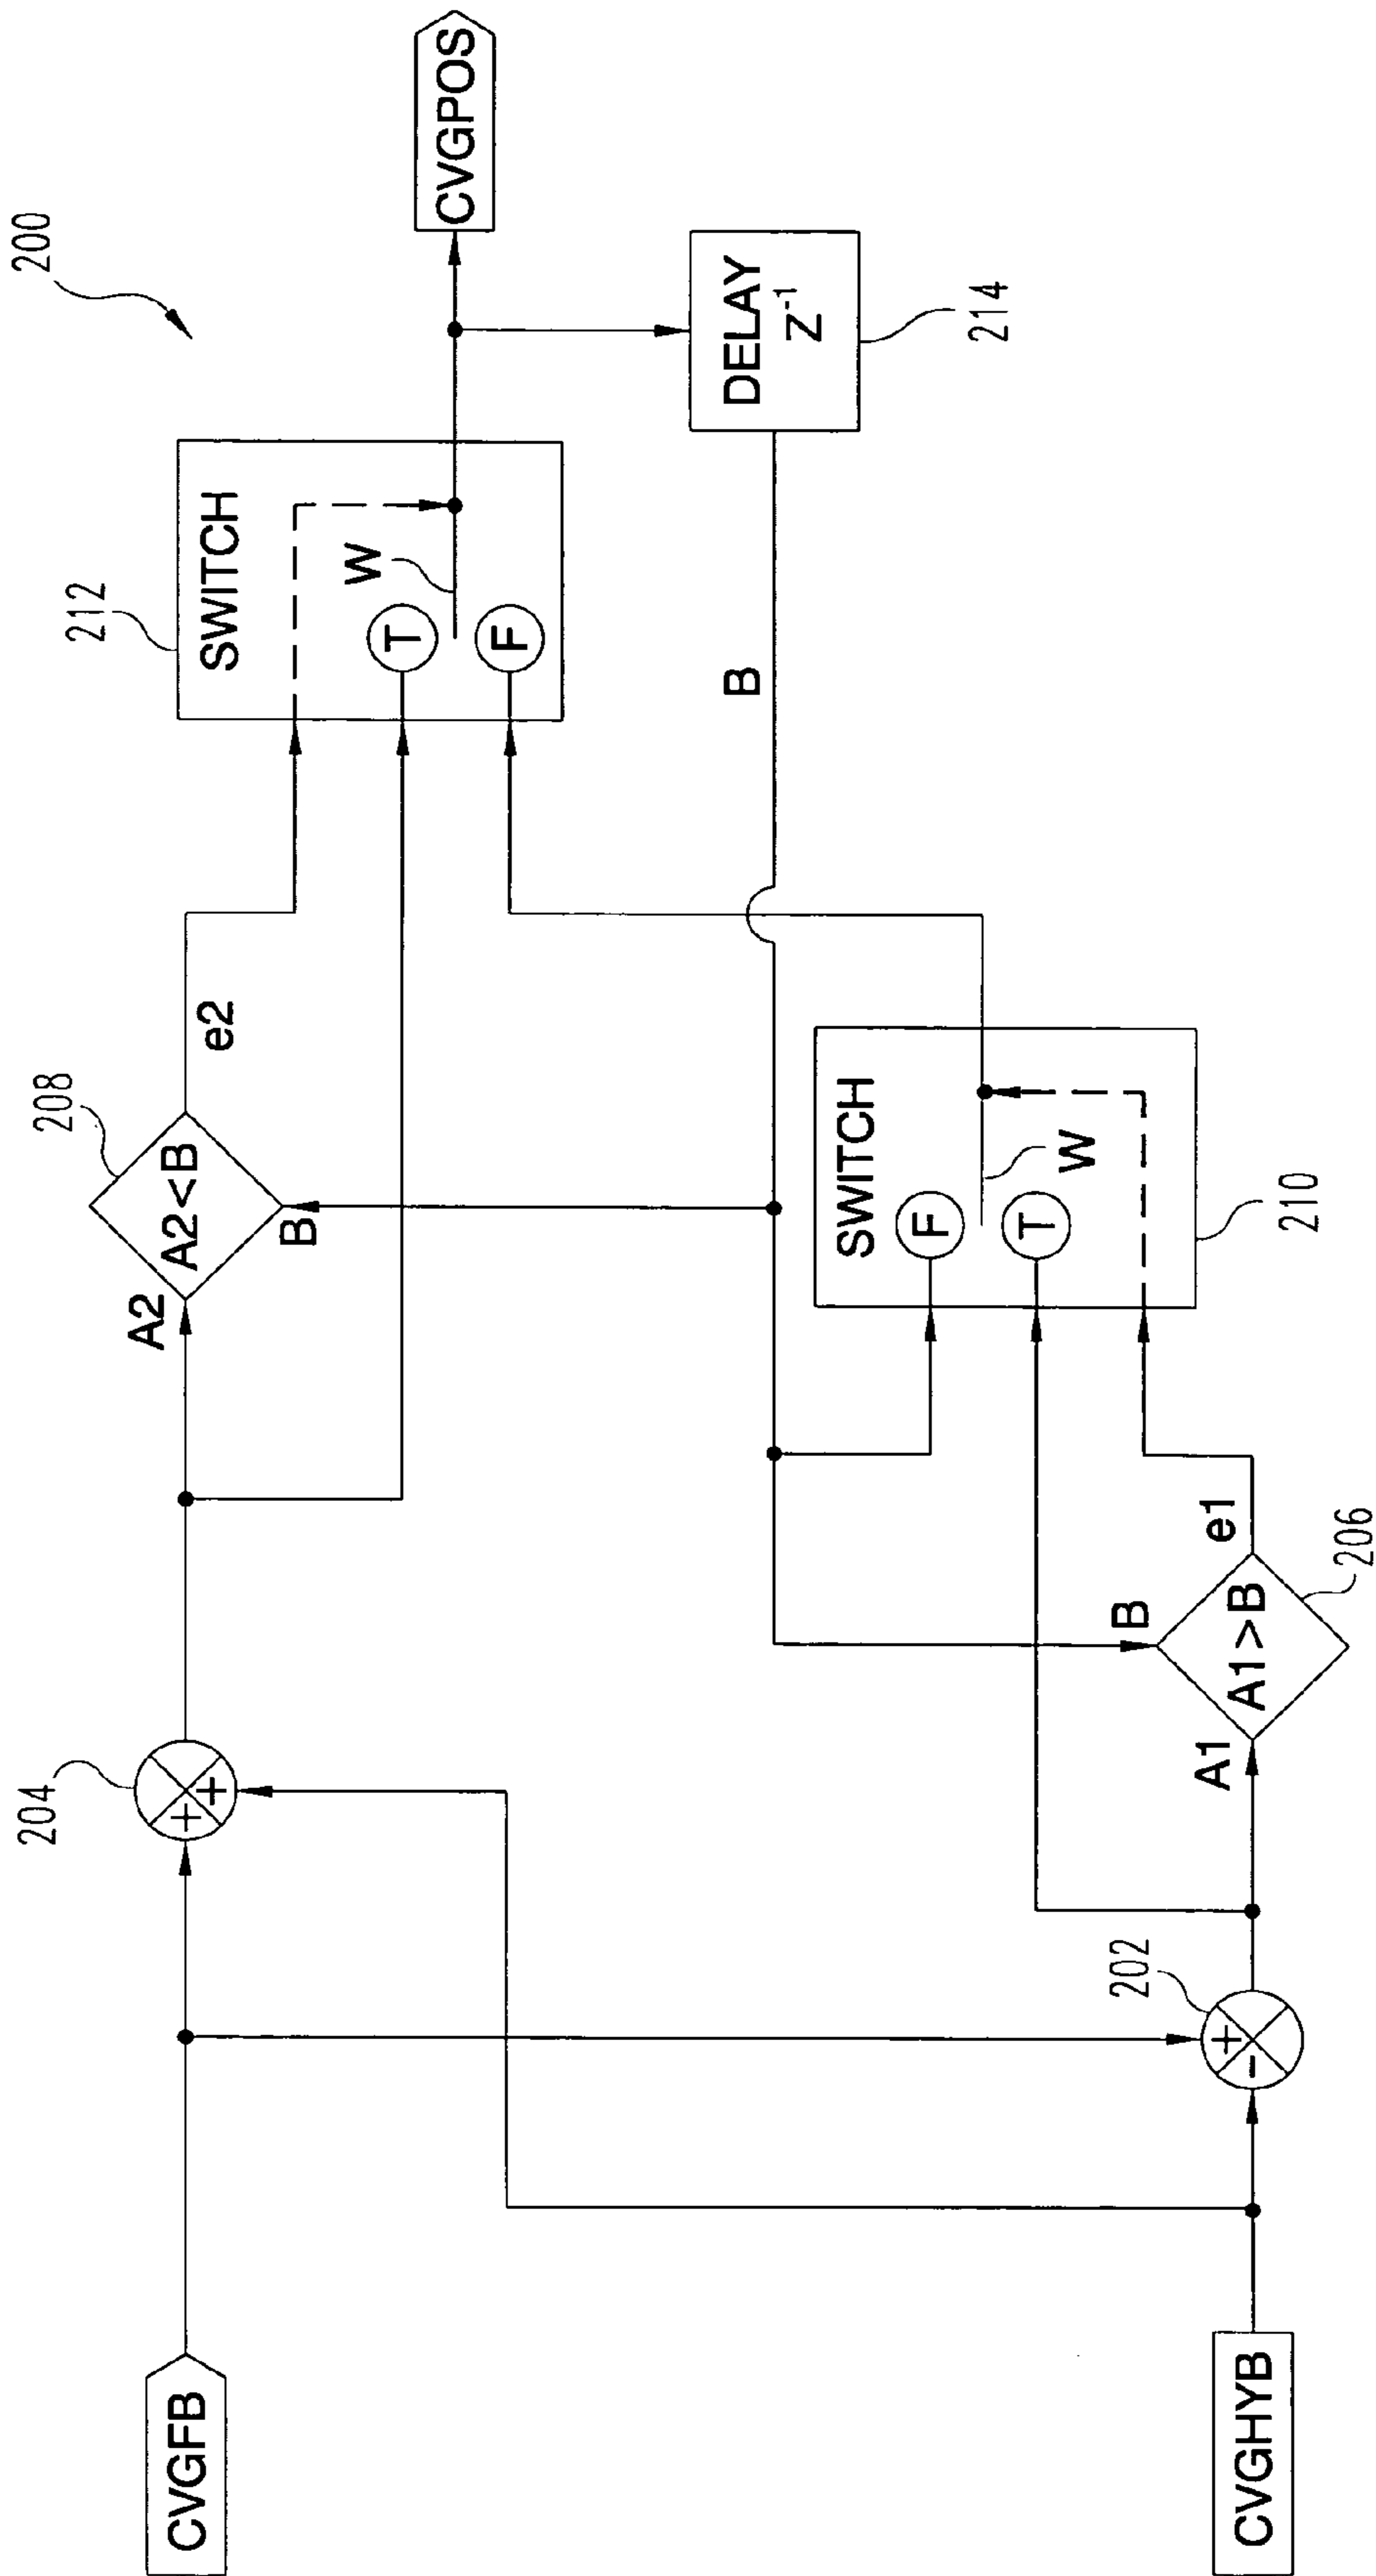 200
CVGFB
204
+
+
A2
208
A2<B
B
e2
212
SWITCH
T
W
F
CVGPOS
DELAY
Z-1
214
B
CVGHYB
202
+
-
A1
B
A1>B
206
e1
SWITCH
F
T
W
210